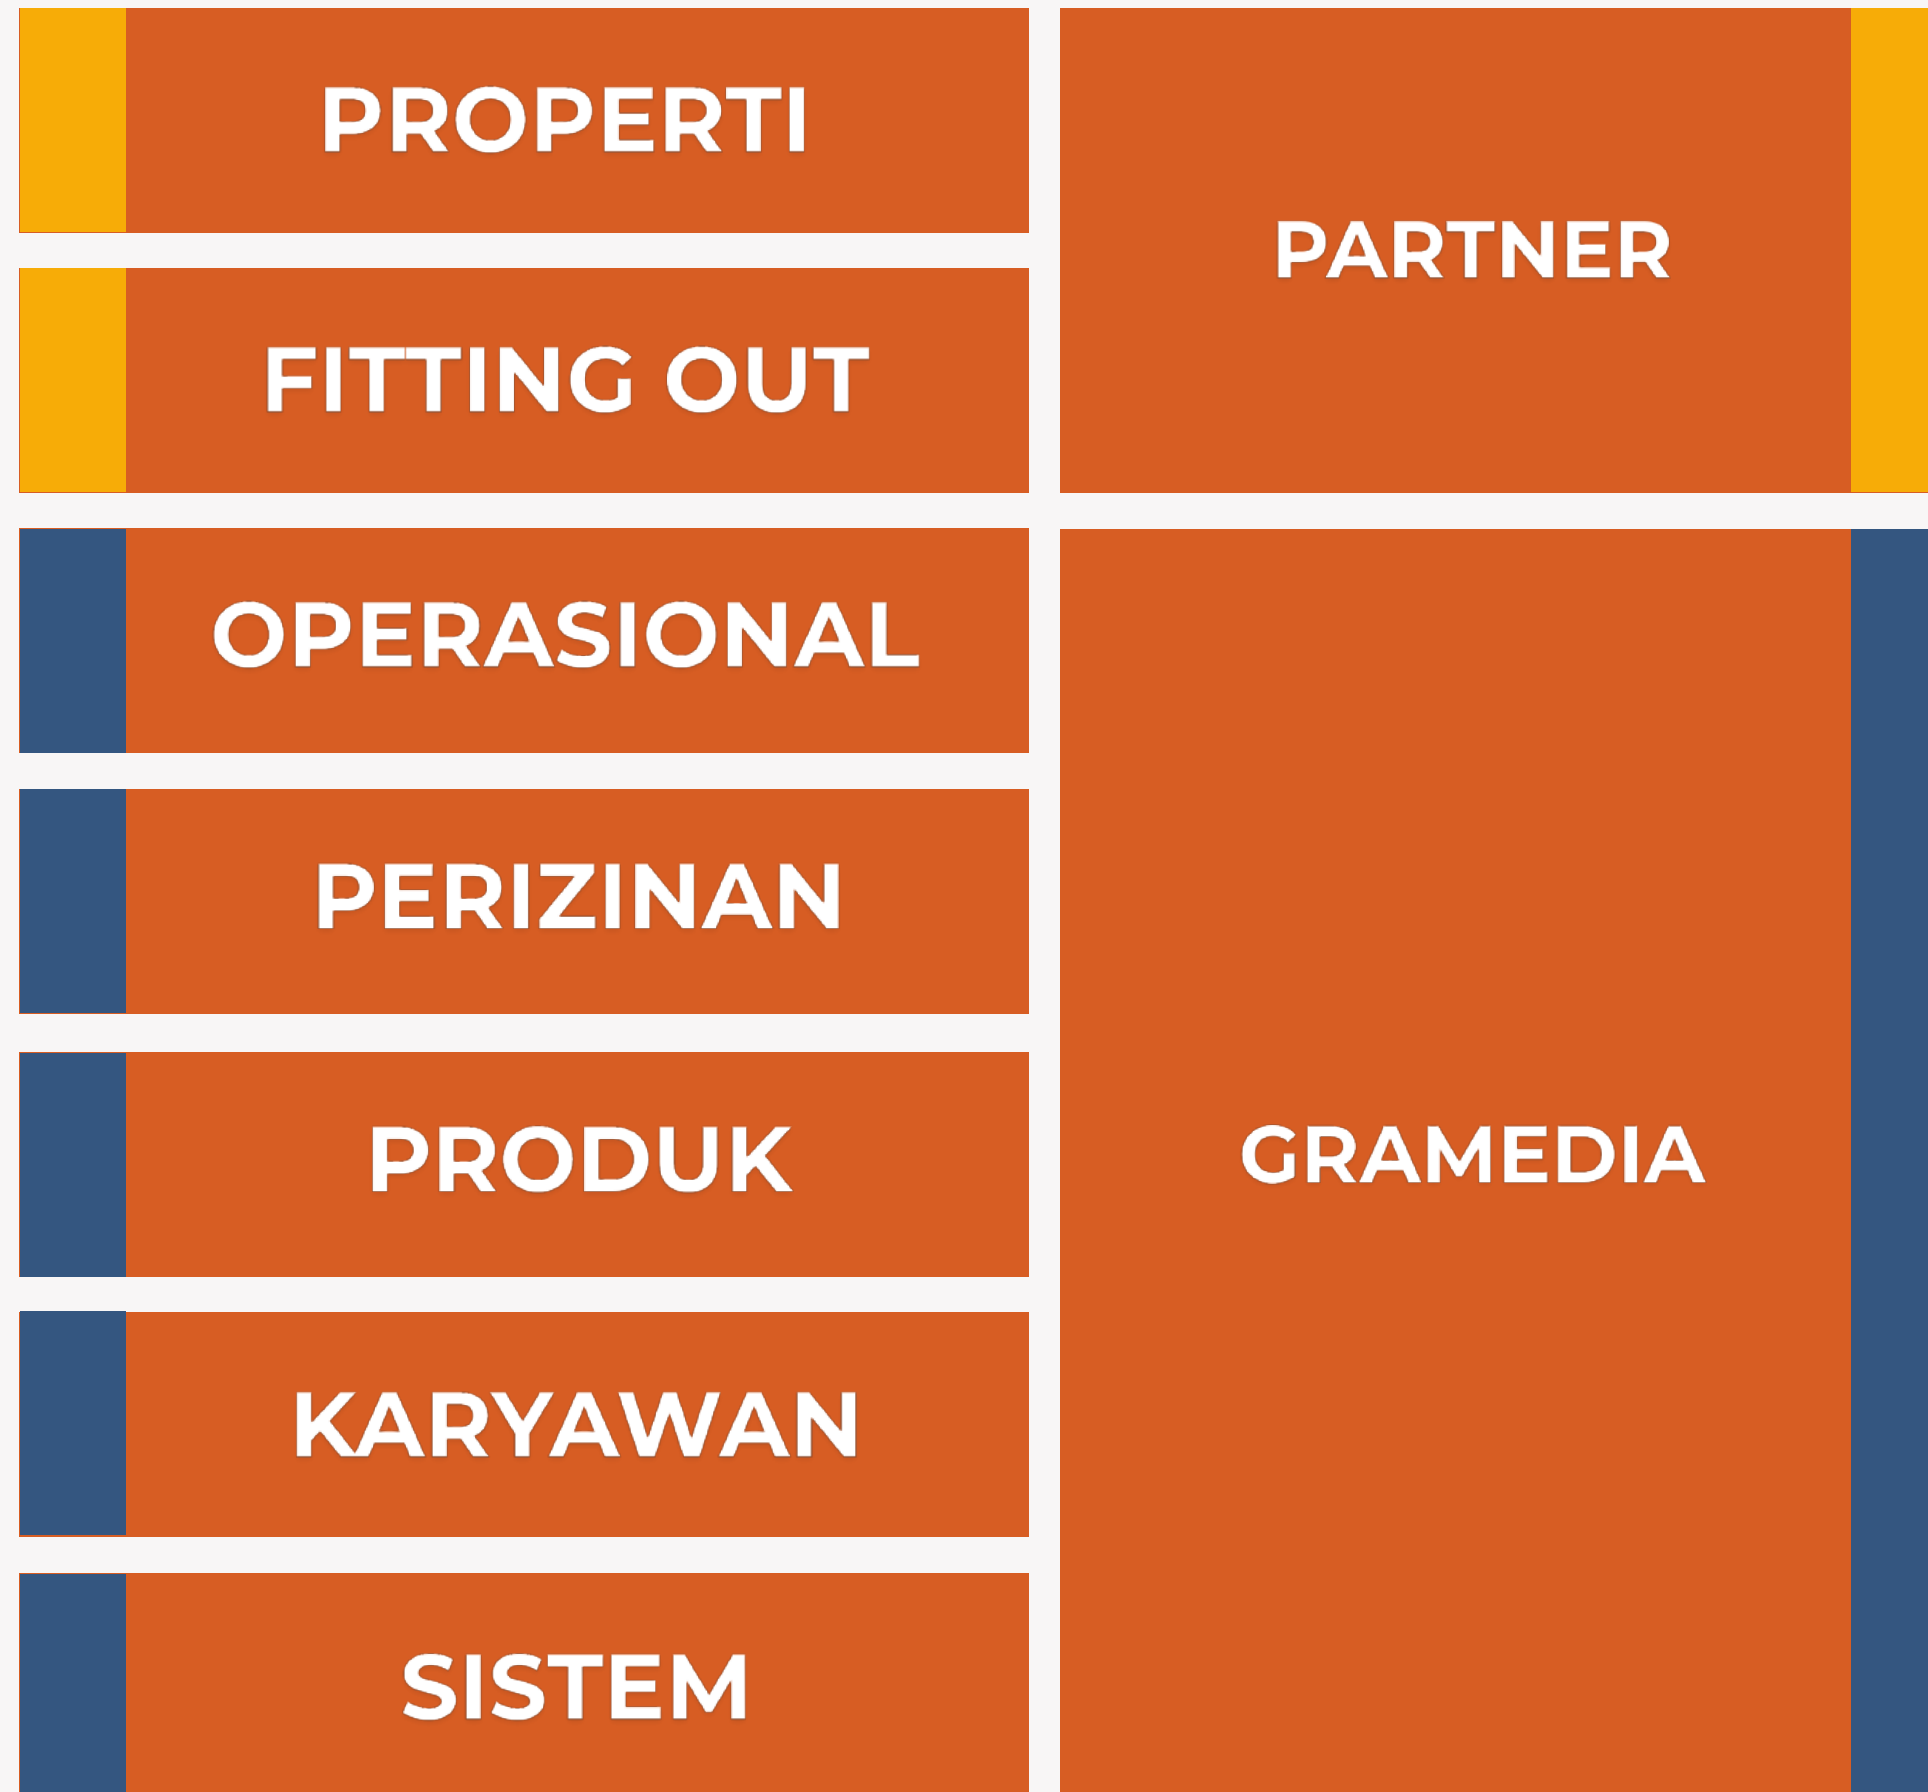 PROPERTI
FITTING OUT
PARTNER
OPERASIONAL
PERIZINAN
PRODUK
KARYAWAN
SISTEM
GRAMEDIA